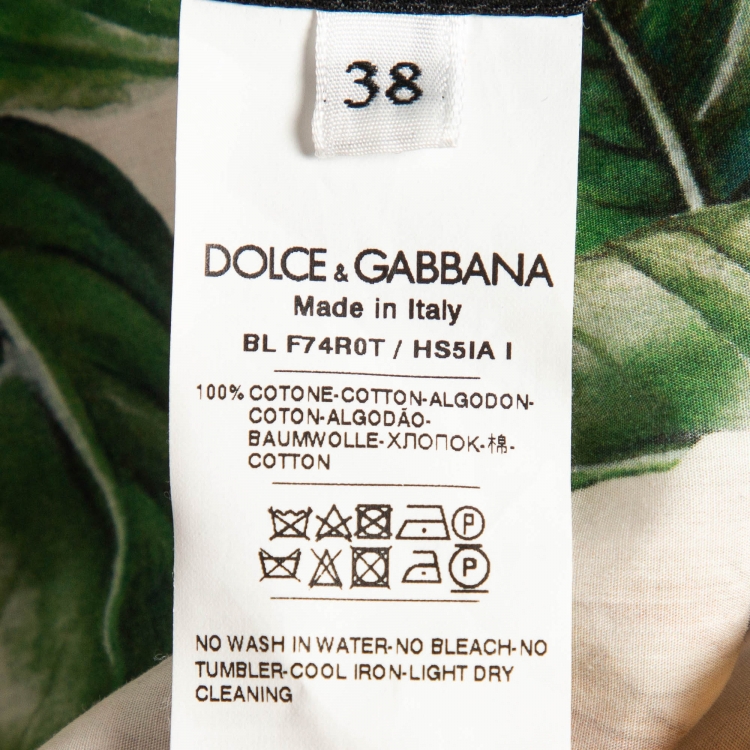 38
DOLCE & GABBANA
Made in Italy
BL F74R0T / HS5IA I
100% COTONE-COTTON-ALGODON-
COTON-ALGODÃO-
BAUMWOLLE-ХЛОПОК-棉-
COTTON
P
P
NO WASH IN WATER-NO BLEACH-NO
TUMBLER-COOL IRON-LIGHT DRY
CLEANING